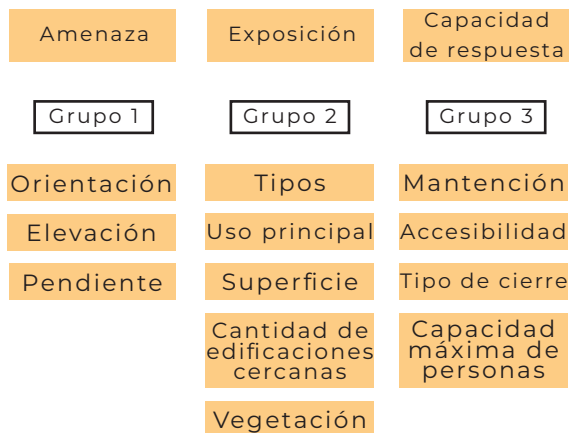 Amenaza
Exposición
Capacidad
de respuesta
Grupo 1
Grupo 2
Grupo 3
Orientación
Tipos
Mantención
Elevación
Uso principal
Accesibilidad
Pendiente
Superficie
Tipo de cierre
Cantidad de
edificaciones
cercanas
Capacidad
máxima de
personas
Vegetación